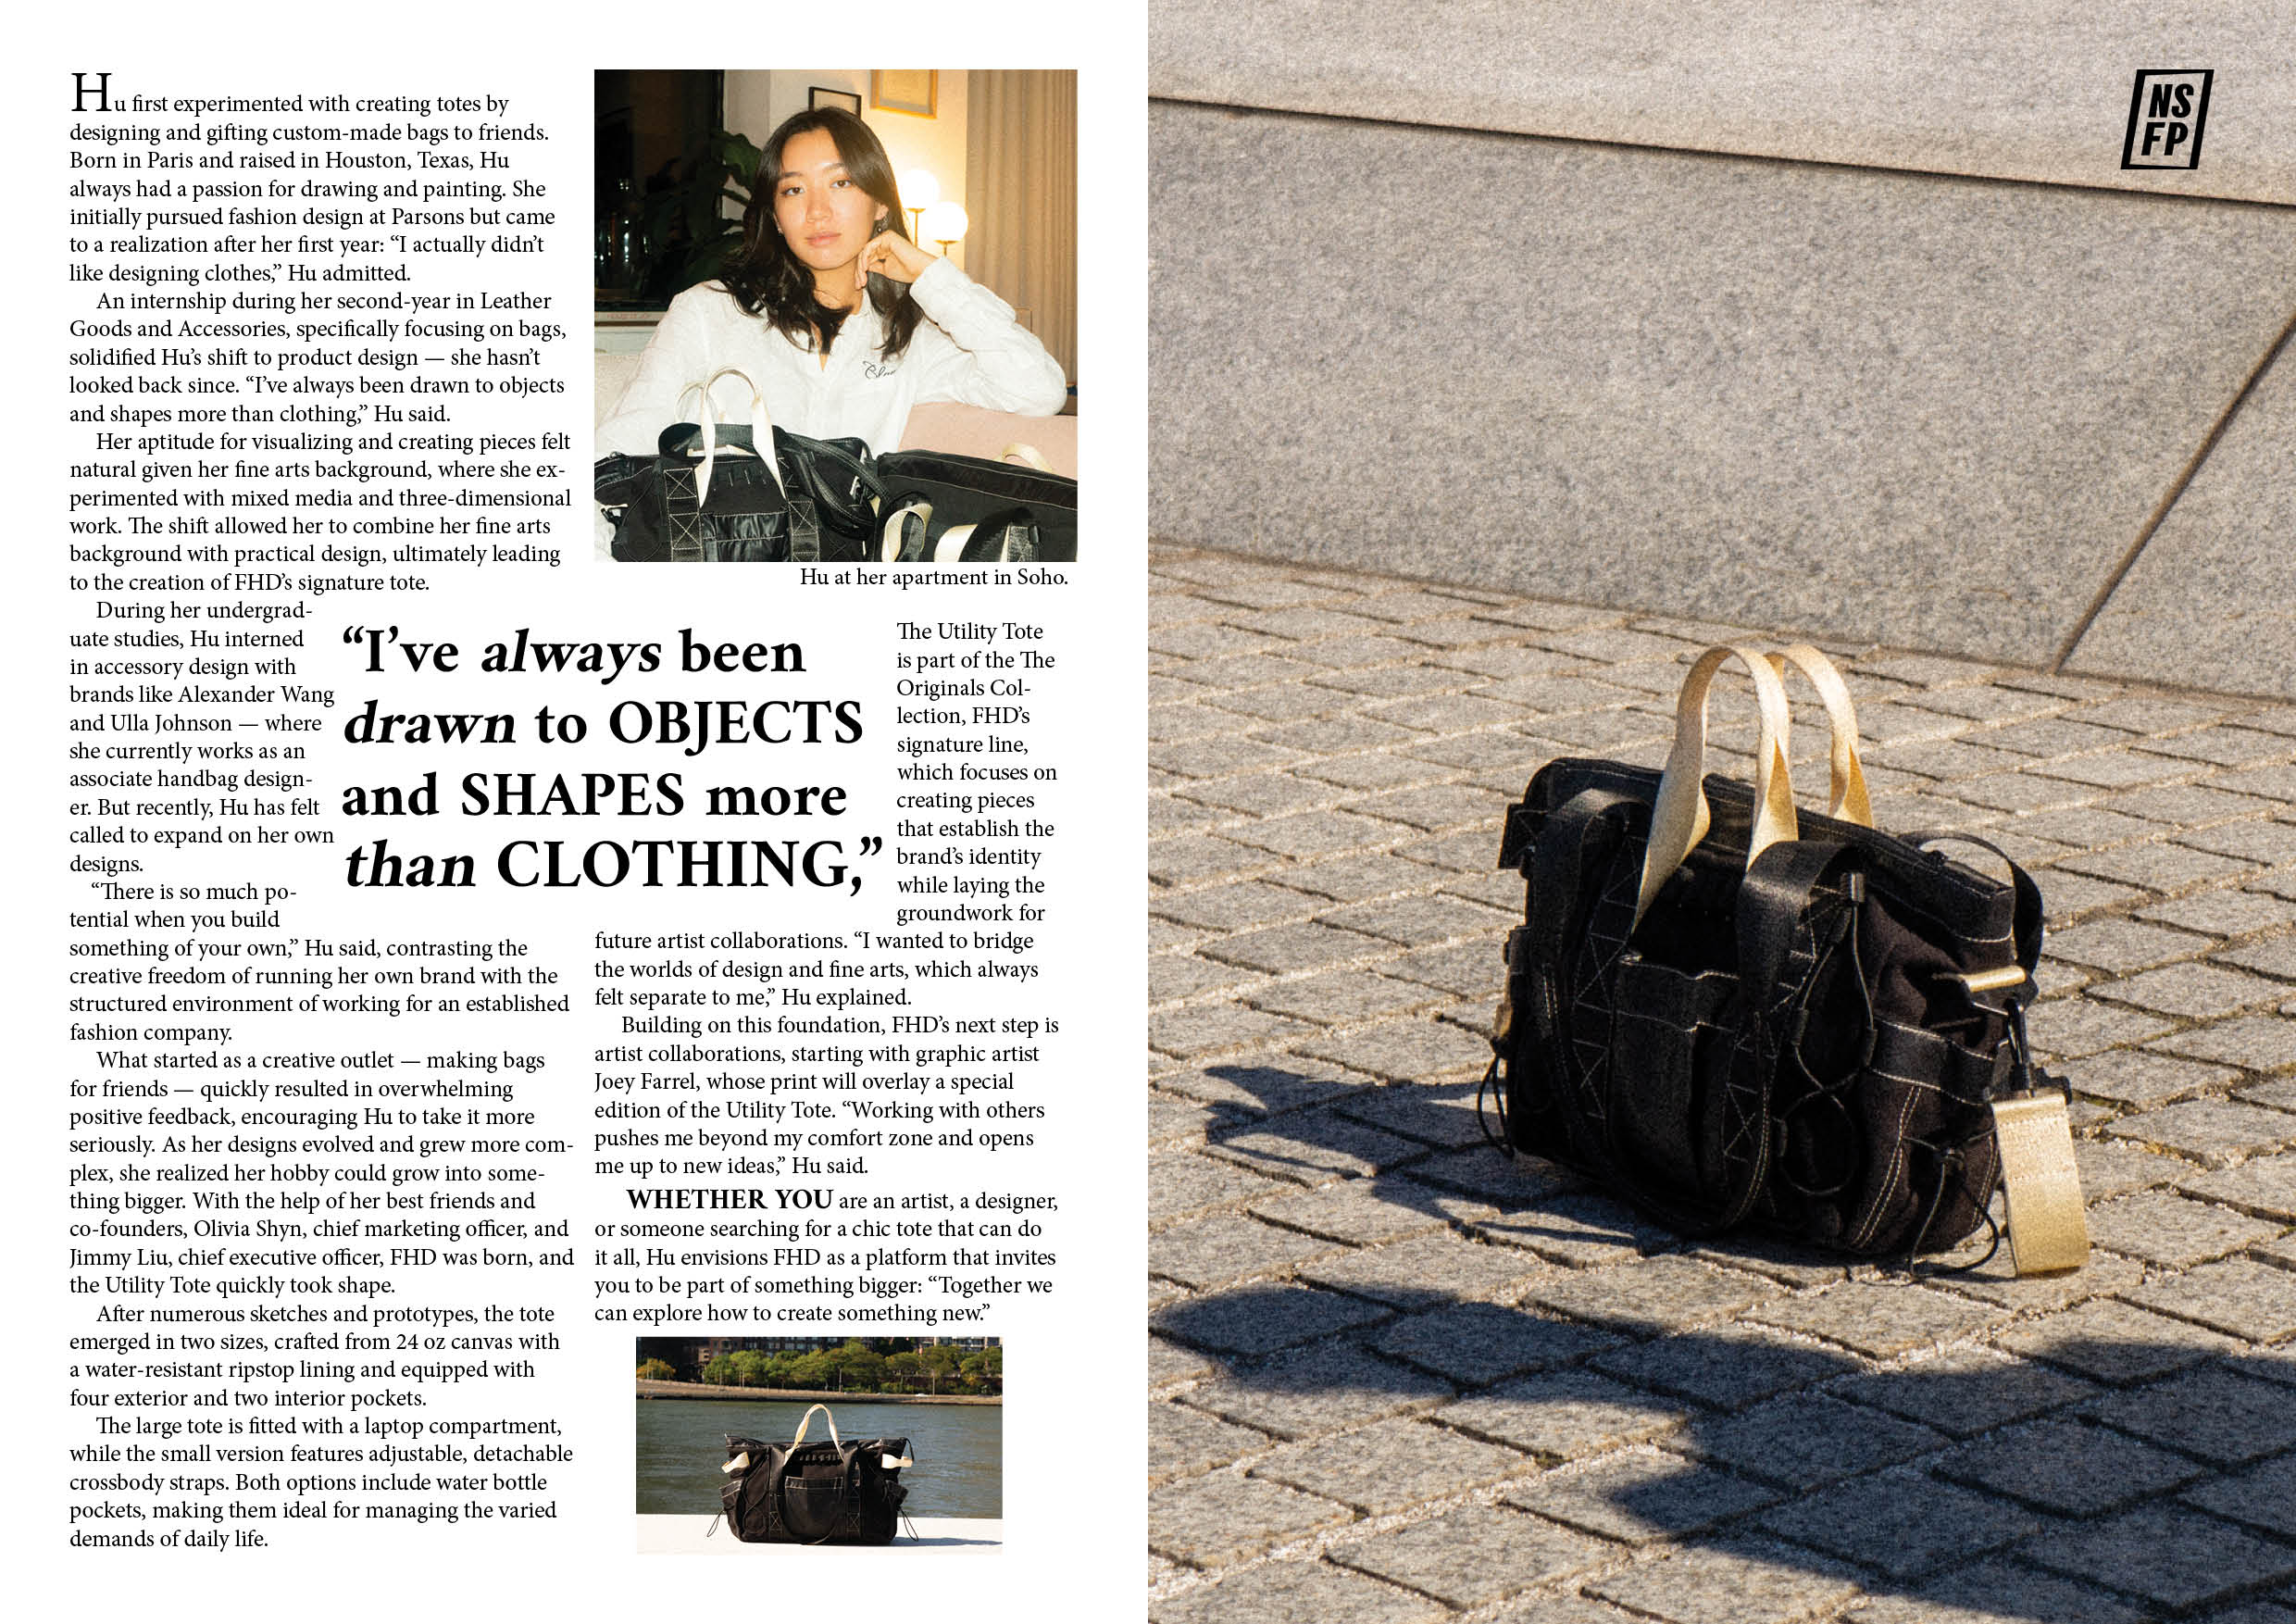 Hu first experimented with creating totes by
designing and gifting custom-made bags to friends.
Born in Paris and raised in Houston, Texas, Hu
always had a passion for drawing and painting. She
initially pursued fashion design at Parsons but came
to a realization after her first year: “I actually didn’t
like designing clothes,” Hu admitted.
An internship during her second-year in Leather
Goods and Accessories, specifically focusing on bags,
solidified Hu’s shift to product design — she hasn’t
looked back since. “I’ve always been drawn to objects
and shapes more than clothing,” Hu said.
Her aptitude for visualizing and creating pieces felt
natural given her fine arts background, where she ex-
perimented with mixed media and three-dimensional
work. The shift allowed her to combine her fine arts
background with practical design, ultimately leading
to the creation of FHD’s signature tote.
During her undergrad-
uate studies, Hu interned
in accessory design with
brands like Alexander Wang
and Ulla Johnson — where
she currently works as an
associate handbag design-
er. But recently, Hu has felt
called to expand on her own
designs.
“There is so much po-
tential when you build
something of your own,” Hu said, contrasting the
creative freedom of running her own brand with the
structured environment of working for an established
fashion company.
What started as a creative outlet — making bags
for friends — quickly resulted in overwhelming
positive feedback, encouraging Hu to take it more
seriously. As her designs evolved and grew more com-
plex, she realized her hobby could grow into some-
thing bigger. With the help of her best friends and
co-founders, Olivia Shyn, chief marketing officer, and
Jimmy Liu, chief executive officer, FHD was born, and
the Utility Tote quickly took shape.
After numerous sketches and prototypes, the tote
emerged in two sizes, crafted from 24 oz canvas with
a water-resistant ripstop lining and equipped with
four exterior and two interior pockets.
The large tote is fitted with a laptop compartment,
while the small version features adjustable, detachable
crossbody straps. Both options include water bottle
pockets, making them ideal for managing the varied
demands of daily life.
Hu at her apartment in Soho.
“I’ve always been
drawn to OBJECTS
and SHAPES more
than CLOTHING,”
The Utility Tote
is part of the The
Originals Col-
lection, FHD’s
signature line,
which focuses on
creating pieces
that establish the
brand’s identity
while laying the
groundwork for
future artist collaborations. “I wanted to bridge
the worlds of design and fine arts, which always
felt separate to me,” Hu explained.
Building on this foundation, FHD’s next step is
artist collaborations, starting with graphic artist
Joey Farrel, whose print will overlay a special
edition of the Utility Tote. “Working with others
pushes me beyond my comfort zone and opens
me up to new ideas,” Hu said.
WHETHER YOU are an artist, a designer,
or someone searching for a chic tote that can do
it all, Hu envisions FHD as a platform that invites
you to be part of something bigger: “Together we
can explore how to create something new.”
NS
FP